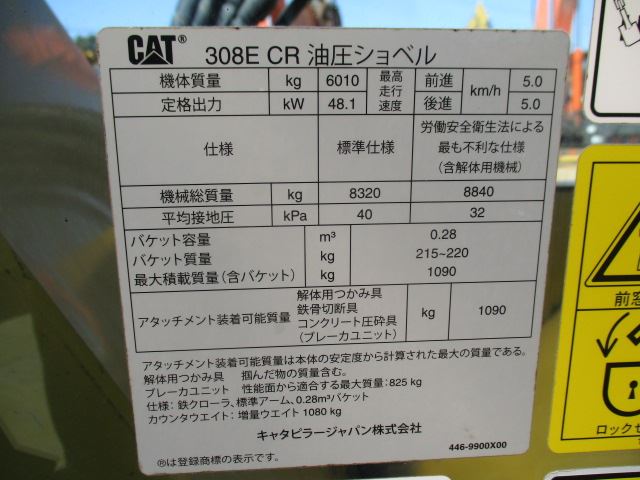 CAT® 308E CR 油圧ショベル
機体質量 kg 6010 最高走行速度 前進 km/h 5.0
定格出力 kW 48.1 後進 5.0
仕様 標準仕様 労働安全衛生法による最も不利な仕様(含解体用機械)
機械総質量 kg 8320 8840
平均接地圧 kPa 40 32
バケット容量 m³ 0.28
バケット質量 kg 215~220
最大積載質量(含バケット) kg 1090
アタッチメント装着可能質量 解体用つかみ具 鉄骨切断具 コンクリート圧砕具 (ブレーカユニット) kg 1090
アタッチメント装着可能質量は本体の安定度から計算された最大の質量である。
解体用つかみ具 掴んだ物の質量含む。
ブレーカユニット 性能面から適合する最大質量:825 kg
仕様:鉄クローラ、標準アーム、0.28m³バケット
カウンタウエイト:増量ウエイト 1080 kg
キャタピラージャパン株式会社
446-9900X00
®は登録商標の表示です。
前窓
ロック